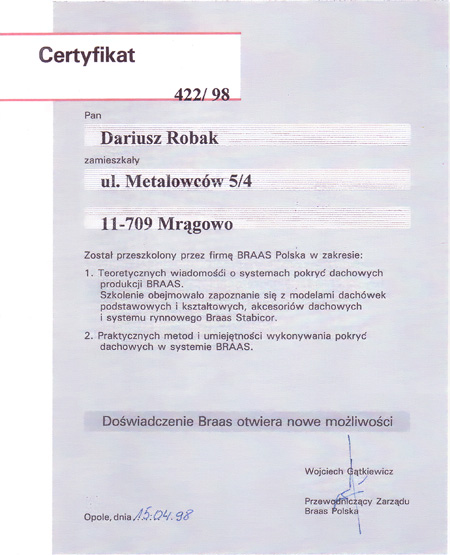 Certyfikat
422/ 98
Pan
Dariusz Robak
zamieszkały
ul. Metalowców 5/4
11-709 Mrągowo
Został przeszkolony przez firmę BRAAS Polska w zakresie:
1. Teoretycznych wiadomości o systemach pokryć dachowych
produkcji BRAAS.
Szkolenie obejmowało zapoznanie się z modelami dachówek
podstawowych i kształtowych, akcesoriów dachowych
i systemu rynnowego Braas Stabicor.
2. Praktycznych metod i umiejętności wykonywania pokryć
dachowych w systemie BRAAS.
Doświadczenie Braas otwiera nowe możliwości
Wojciech Gątkiewicz
Przewodniczący Zarządu
Braas Polska
Opole, dnia 15.04.98